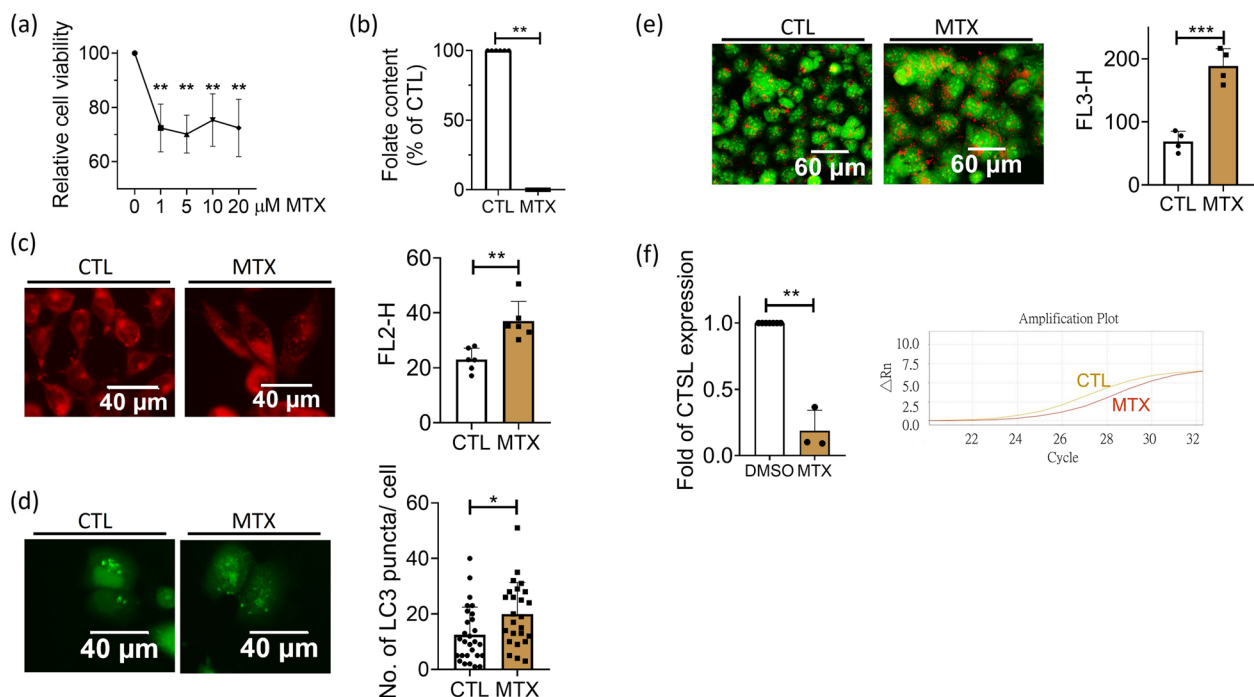 (a)
Relative cell viability
100
80
60
** ** ** **
0 1 5 10 20 μM MTX
(b)
Folate content
(% of CTL)
100
50
0
**
CTL MTX
(c)
CTL MTX
40 μm 40 μm
FL2-H
60
40
20
0
**
CTL MTX
(d)
CTL MTX
40 μm 40 μm
No. of LC3 puncta/ cell
60
40
20
0
*
CTL MTX
(e)
CTL MTX
60 μm 60 μm
FL3-H
200
100
0
***
CTL MTX
(f)
Fold of CTSL expression
1.0
0.5
0.0
**
DMSO MTX
Amplification Plot
△Rn
10.0
7.5
5.0
2.5
0.0
CTL
MTX
22 24 26 28 30 32
Cycle